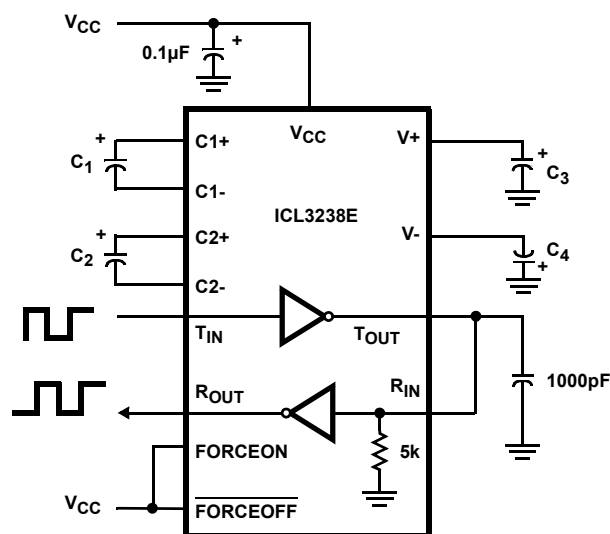 VCC
0.1µF +
VCC
C1+
V+
+
C1
+
C3
C1-
ICL3238E
C2+
V-
+
C2
C4
+
C2-
TIN
TOUT
ROUT
RIN
1000pF
FORCEON
5k
VCC
FORCEOFF